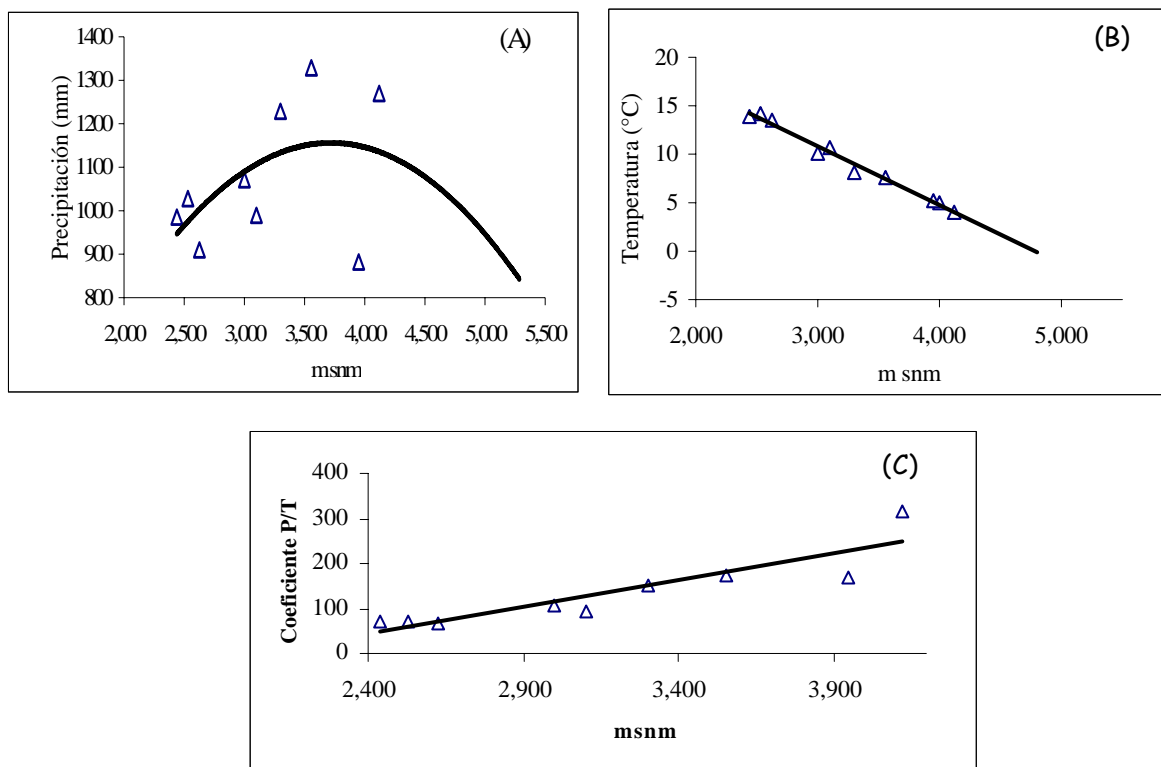 (A)
Precipitación (mm)
1400
1300
1200
1100
1000
900
800
2,000 2,500 3,000 3,500 4,000 4,500 5,000 5,500
msnm
(B)
Temperatura (°C)
20
15
10
5
0
-5
2,000 3,000 4,000 5,000
m snm
(C)
Coeficiente P/T
400
300
200
100
0
2,400 2,900 3,400 3,900
msnm